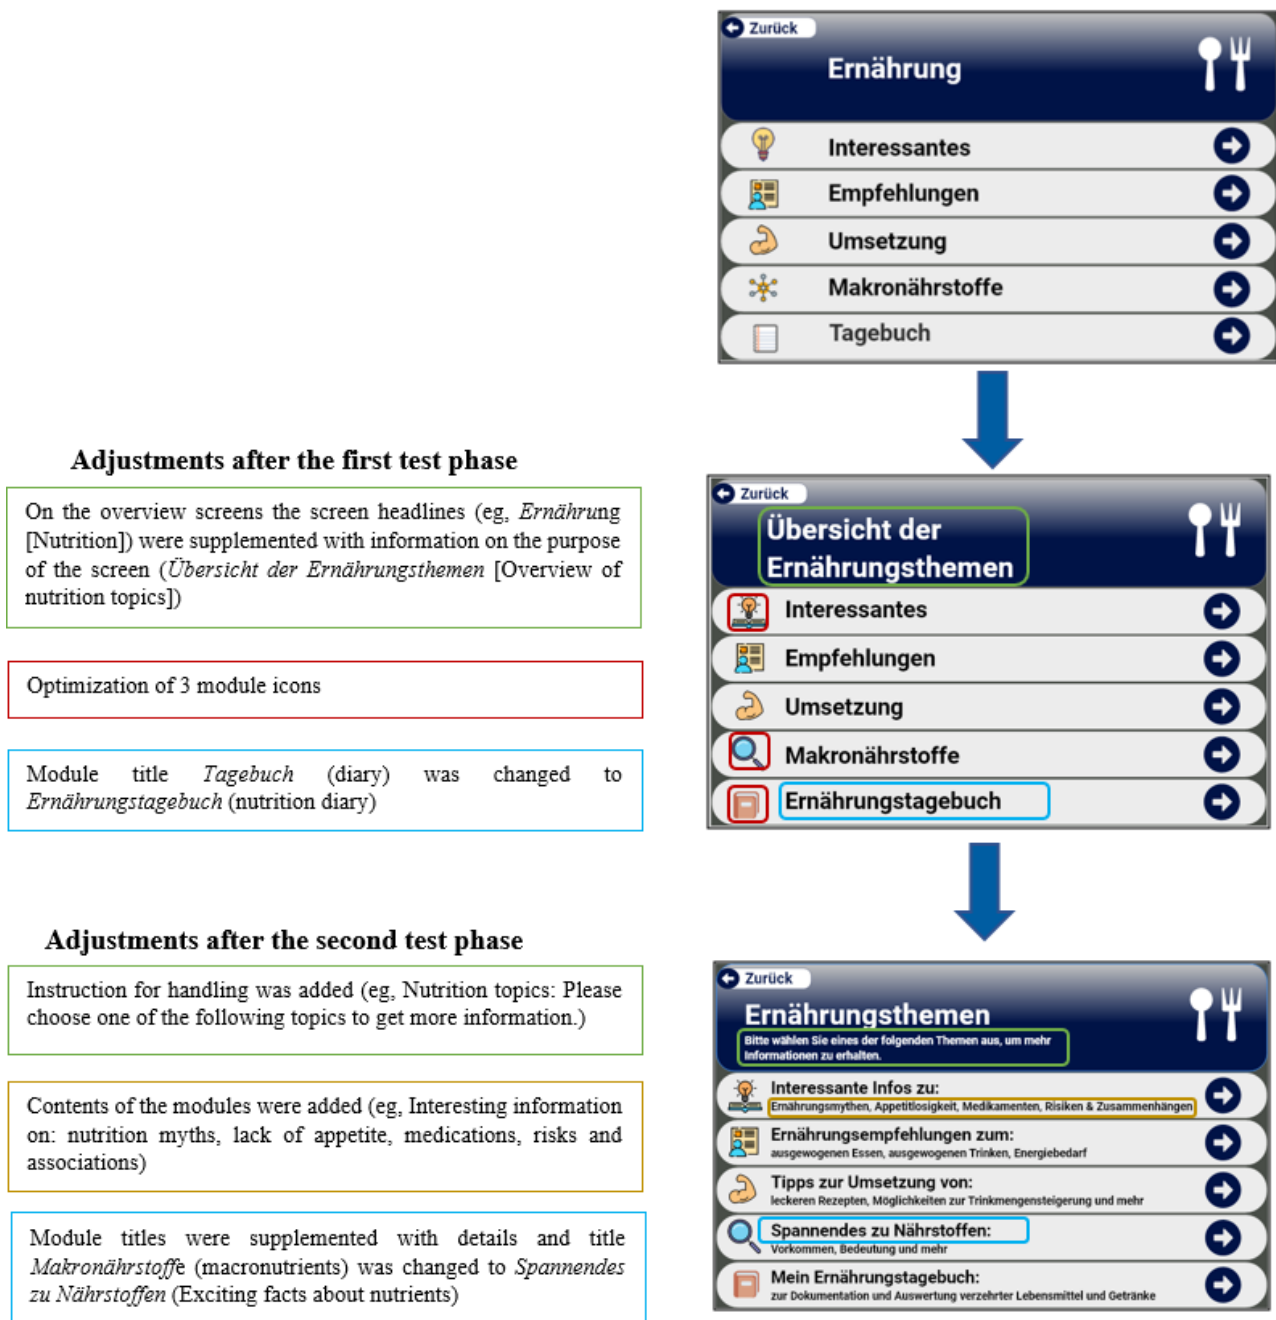 Zurück
Ernährung
Interessantes
Empfehlungen
Umsetzung
Makronährstoffe
Tagebuch
Adjustments after the first test phase
On the overview screens the screen headlines (eg, Ernährung
[Nutrition]) were supplemented with information on the purpose
of the screen (Übersicht der Ernährungsthemen [Overview of
nutrition topics])
Optimization of 3 module icons
Module title Tagebuch (diary) was changed to
Ernährungstagebuch (nutrition diary)
Zurück
Übersicht der
Ernährungsthemen
Interessantes
Empfehlungen
Umsetzung
Makronährstoffe
Ernährungstagebuch
Adjustments after the second test phase
Instruction for handling was added (eg, Nutrition topics: Please
choose one of the following topics to get more information.)
Contents of the modules were added (eg, Interesting information
on: nutrition myths, lack of appetite, medications, risks and
associations)
Module titles were supplemented with details and title
Makronährstoffe (macronutrients) was changed to Spannendes
zu Nährstoffen (Exciting facts about nutrients)
Zurück
Ernährungsthemen
Bitte wählen Sie eines der folgenden Themen aus, um mehr
Informationen zu erhalten.
Interessante Infos zu:
Ernährungsmythen, Appetitlosigkeit, Medikamenten, Risiken & Zusammenhängen
Ernährungsempfehlungen zum:
ausgewogenen Essen, ausgewogenen Trinken, Energiebedarf
Tipps zur Umsetzung von:
leckeren Rezepten, Möglichkeiten zur Trinkmengensteigerung und mehr
Spannendes zu Nährstoffen:
Vorkommen, Bedeutung und mehr
Mein Ernährungstagebuch:
zur Dokumentation und Auswertung verzehrter Lebensmittel und Getränke